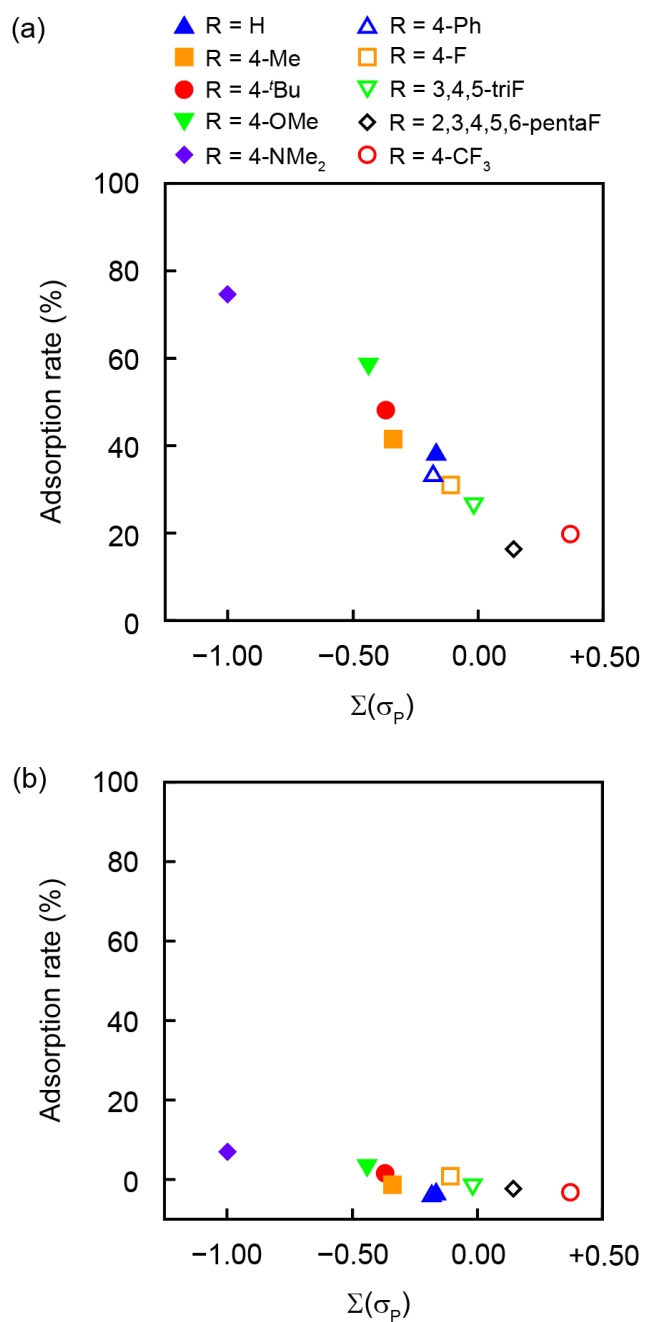 (a)
R = H
R = 4-Me
R = 4-ᵗBu
R = 4-OMe
R = 4-NMe₂
R = 4-Ph
R = 4-F
R = 3,4,5-triF
R = 2,3,4,5,6-pentaF
R = 4-CF₃
100
80
60
40
20
0
Adsorption rate (%)
−1.00 −0.50 0.00 +0.50
Σ(σₚ)
(b)
100
80
60
40
20
0
Adsorption rate (%)
−1.00 −0.50 0.00 +0.50
Σ(σₚ)